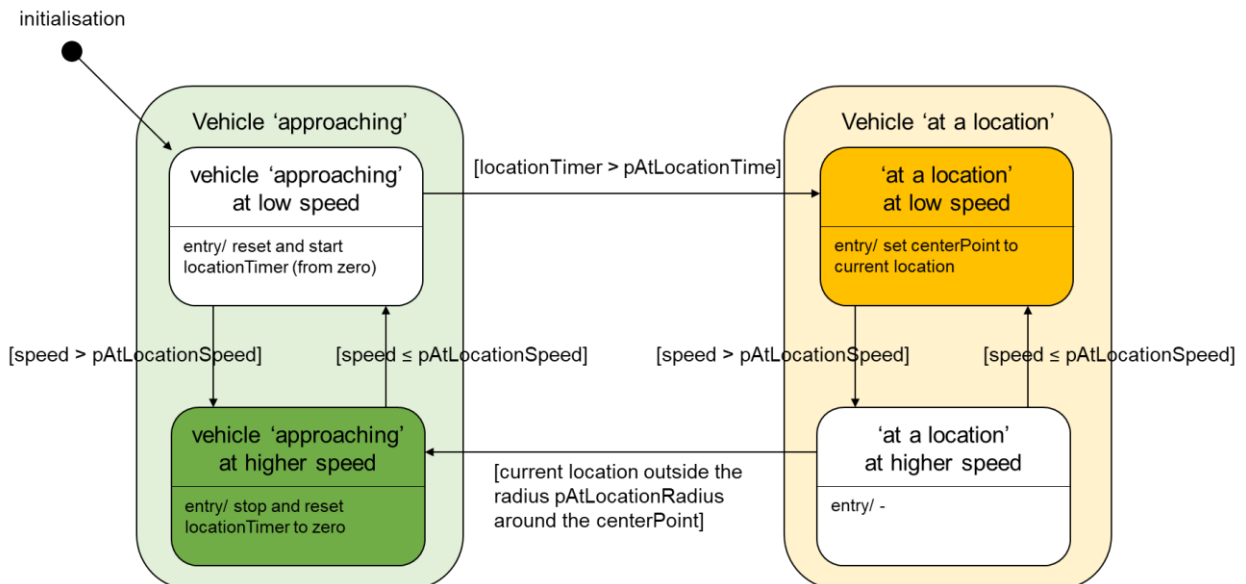 initialisation
Vehicle ‘approaching’
vehicle ‘approaching’
at low speed
entry/ reset and start
locationTimer (from zero)
[locationTimer > pAtLocationTime]
Vehicle ‘at a location’
‘at a location’
at low speed
entry/ set centerPoint to
current location
[speed > pAtLocationSpeed]
[speed ≤ pAtLocationSpeed]
[speed > pAtLocationSpeed]
[speed ≤ pAtLocationSpeed]
vehicle ‘approaching’
at higher speed
entry/ stop and reset
locationTimer to zero
[current location outside the
radius pAtLocationRadius
around the centerPoint]
‘at a location’
at higher speed
entry/ -